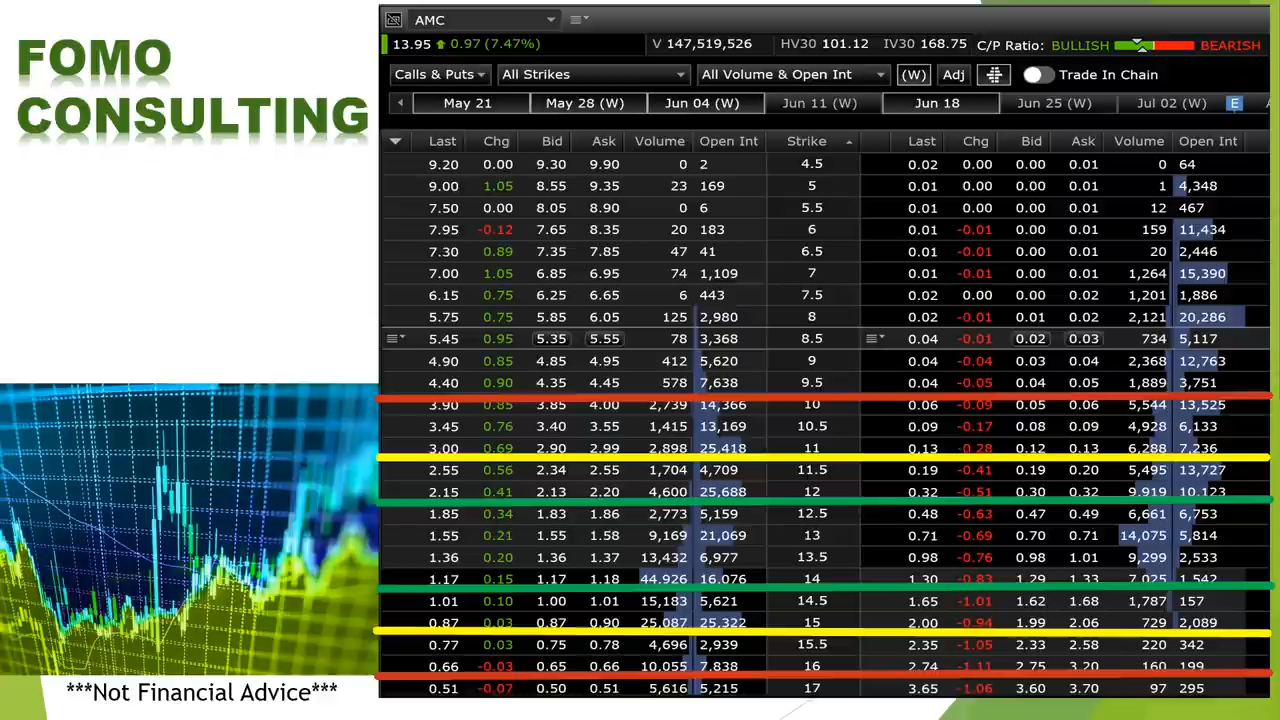 FOMO
CONSULTING
AMC
13.95 0.97 (7.47%) V 147,519,526 HV30 101.12 IV30 168.75 C/P Ratio: BULLISH BEARISH
Calls & Puts All Strikes All Volume & Open Int (W) Adj Trade In Chain
May 21 May 28 (W) Jun 04 (W) Jun 11 (W) Jun 18 Jun 25 (W) Jul 02 (W) E
Last Chg Bid Ask Volume Open Int Strike Last Chg Bid Ask Volume Open Int
9.20 0.00 9.30 9.90 0 2 4.5 0.02 0.00 0.00 0.01 0 64
9.00 1.05 8.55 9.35 23 169 5 0.01 0.00 0.00 0.01 1 4,348
7.50 0.00 8.05 8.90 0 6 5.5 0.01 0.00 0.00 0.01 12 467
7.95 -0.12 7.65 8.35 20 183 6 0.01 -0.01 0.00 0.01 159 11,434
7.30 0.89 7.35 7.85 47 41 6.5 0.01 -0.01 0.00 0.01 20 2,446
7.00 1.05 6.85 6.95 74 1,109 7 0.01 -0.01 0.00 0.01 1,264 15,390
6.15 0.75 6.25 6.65 6 443 7.5 0.02 0.00 0.00 0.02 1,201 1,886
5.75 0.75 5.85 6.05 125 2,980 8 0.02 -0.01 0.01 0.02 2,121 20,286
5.45 0.95 5.35 5.55 78 3,368 8.5 0.04 -0.01 0.02 0.03 734 5,117
4.90 0.85 4.85 4.95 412 5,620 9 0.04 -0.04 0.03 0.04 2,368 12,763
4.40 0.90 4.35 4.45 578 7,638 9.5 0.04 -0.05 0.04 0.05 1,889 3,751
3.90 0.85 3.85 4.00 2,739 14,366 10 0.06 -0.09 0.05 0.06 5,544 13,525
3.45 0.76 3.40 3.55 1,415 13,169 10.5 0.09 -0.17 0.08 0.09 4,928 6,133
3.00 0.69 2.90 2.99 2,898 25,418 11 0.13 -0.28 0.12 0.13 6,288 7,236
2.55 0.56 2.34 2.55 1,704 4,709 11.5 0.19 -0.41 0.19 0.20 5,495 13,727
2.15 0.41 2.13 2.20 4,600 25,688 12 0.32 -0.51 0.30 0.32 9,919 10,123
1.85 0.34 1.83 1.86 2,773 5,159 12.5 0.48 -0.63 0.47 0.49 6,661 6,753
1.55 0.21 1.55 1.58 9,169 21,069 13 0.71 -0.69 0.70 0.71 14,075 5,814
1.36 0.20 1.36 1.37 13,432 6,977 13.5 0.98 -0.76 0.98 1.01 9,299 2,533
1.17 0.15 1.17 1.18 44,926 16,076 14 1.30 -0.83 1.29 1.33 7,025 1,542
1.01 0.10 1.00 1.01 15,183 5,621 14.5 1.65 -1.01 1.62 1.68 1,787 157
0.87 0.03 0.87 0.90 25,087 25,322 15 2.00 -0.94 1.99 2.06 729 2,089
0.77 0.03 0.75 0.78 4,696 2,939 15.5 2.35 -1.05 2.33 2.58 220 342
0.66 -0.03 0.65 0.66 10,055 7,838 16 2.74 -1.11 2.75 3.20 160 199
0.51 -0.07 0.50 0.51 5,616 5,215 17 3.65 -1.06 3.60 3.70 97 295
***Not Financial Advice***